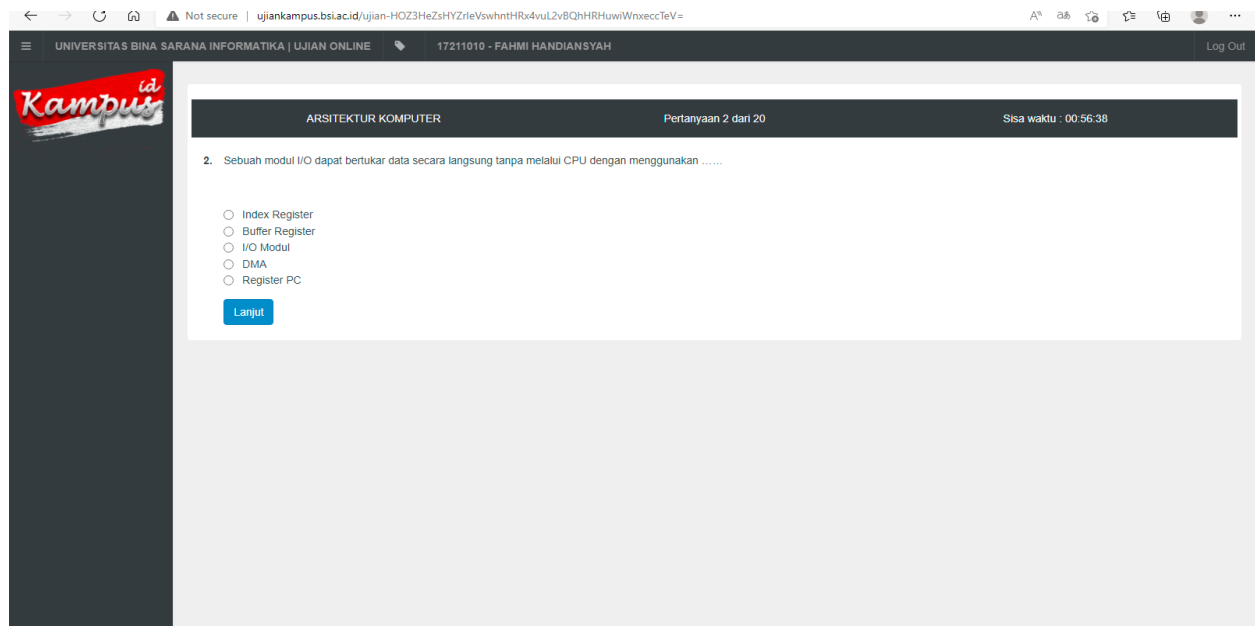 Not secure | ujiankampus.bsi.ac.id/ujian-HOZ3HeZsHYZrleVswhntHRx4vuL2vBQhHRHuwiWnxeccTeV=
UNIVERSITAS BINA SARANA INFORMATIKA | UJIAN ONLINE 17211010 - FAHMI HANDIANSYAH Log Out
Kampus id
ARSITEKTUR KOMPUTER Pertanyaan 2 dari 20 Sisa waktu : 00:56:38
2. Sebuah modul I/O dapat bertukar data secara langsung tanpa melalui CPU dengan menggunakan ......
Index Register
Buffer Register
I/O Modul
DMA
Register PC
Lanjut